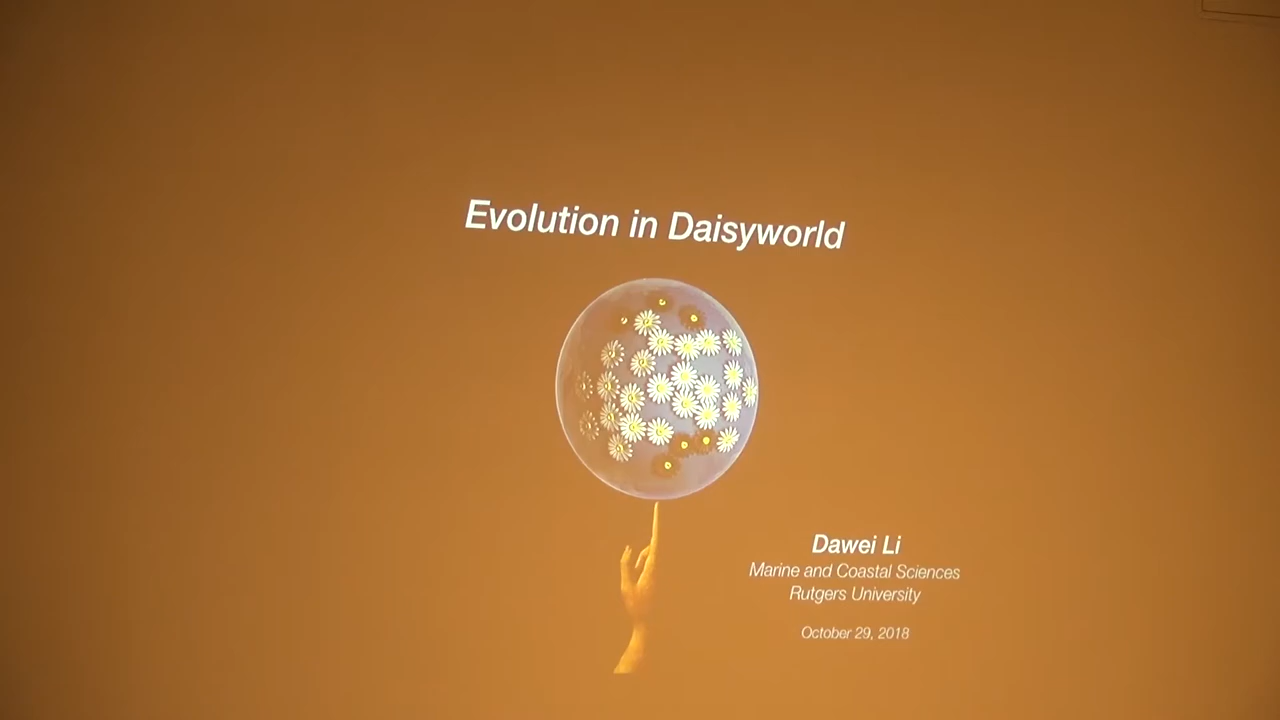 Evolution in Daisyworld
Dawei Li
Marine and Coastal Sciences
Rutgers University
October 29, 2018